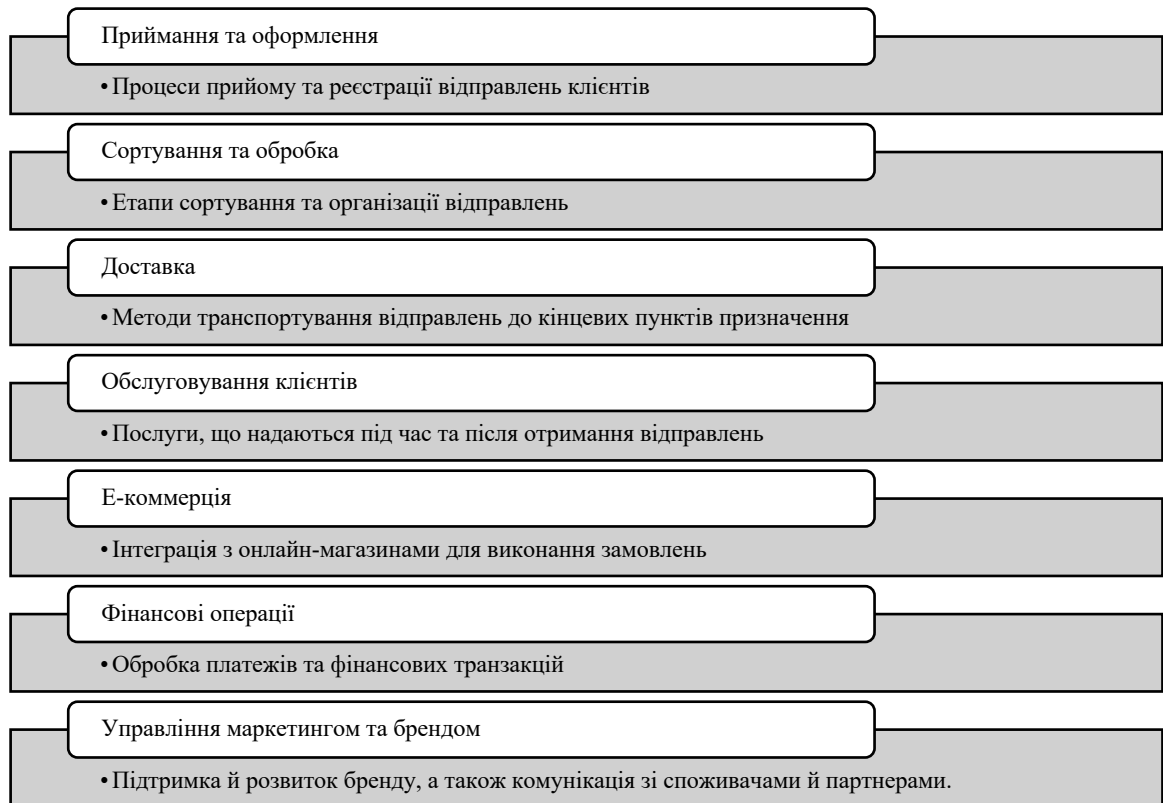 Приймання та оформлення
• Процеси прийому та реєстрації відправлень клієнтів
Сортування та обробка
• Етапи сортування та організації відправлень
Доставка
• Методи транспортування відправлень до кінцевих пунктів призначення
Обслуговування клієнтів
• Послуги, що надаються під час та після отримання відправлень
Е-коммерція
• Інтеграція з онлайн-магазинами для виконання замовлень
Фінансові операції
• Обробка платежів та фінансових транзакцій
Управління маркетингом та брендом
• Підтримка й розвиток бренду, а також комунікація зі споживачами й партнерами.